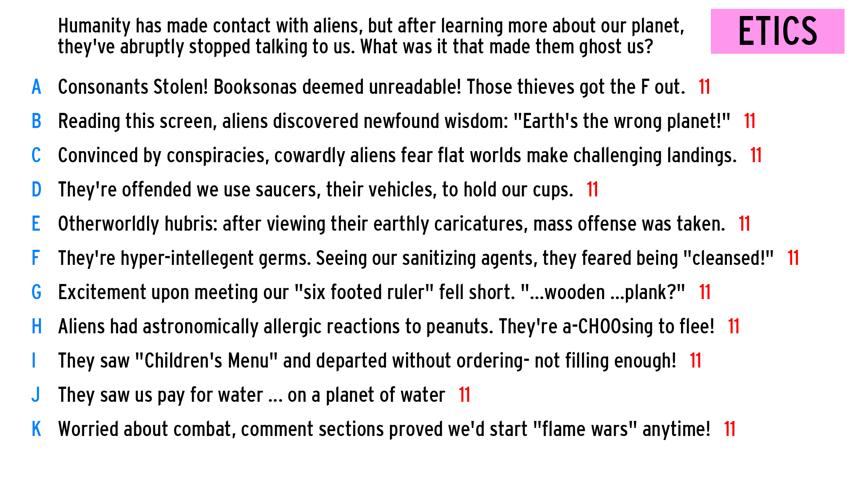 Humanity has made contact with aliens, but after learning more about our planet,
they've abruptly stopped talking to us. What was it that made them ghost us?
ETICS
A Consonants Stolen! Booksonas deemed unreadable! Those thieves got the F out. 11
B Reading this screen, aliens discovered newfound wisdom: "Earth's the wrong planet!" 11
C Convinced by conspiracies, cowardly aliens fear flat worlds make challenging landings. 11
D They're offended we use saucers, their vehicles, to hold our cups. 11
E Otherworldly hubris: after viewing their earthly caricatures, mass offense was taken. 11
F They're hyper-intellegent germs. Seeing our sanitizing agents, they feared being "cleansed!" 11
G Excitement upon meeting our "six footed ruler" fell short. "...wooden ...plank?" 11
H Aliens had astronomically allergic reactions to peanuts. They're a-CHOOsing to flee! 11
I They saw "Children's Menu" and departed without ordering- not filling enough! 11
J They saw us pay for water ... on a planet of water 11
K Worried about combat, comment sections proved we'd start "flame wars" anytime! 11